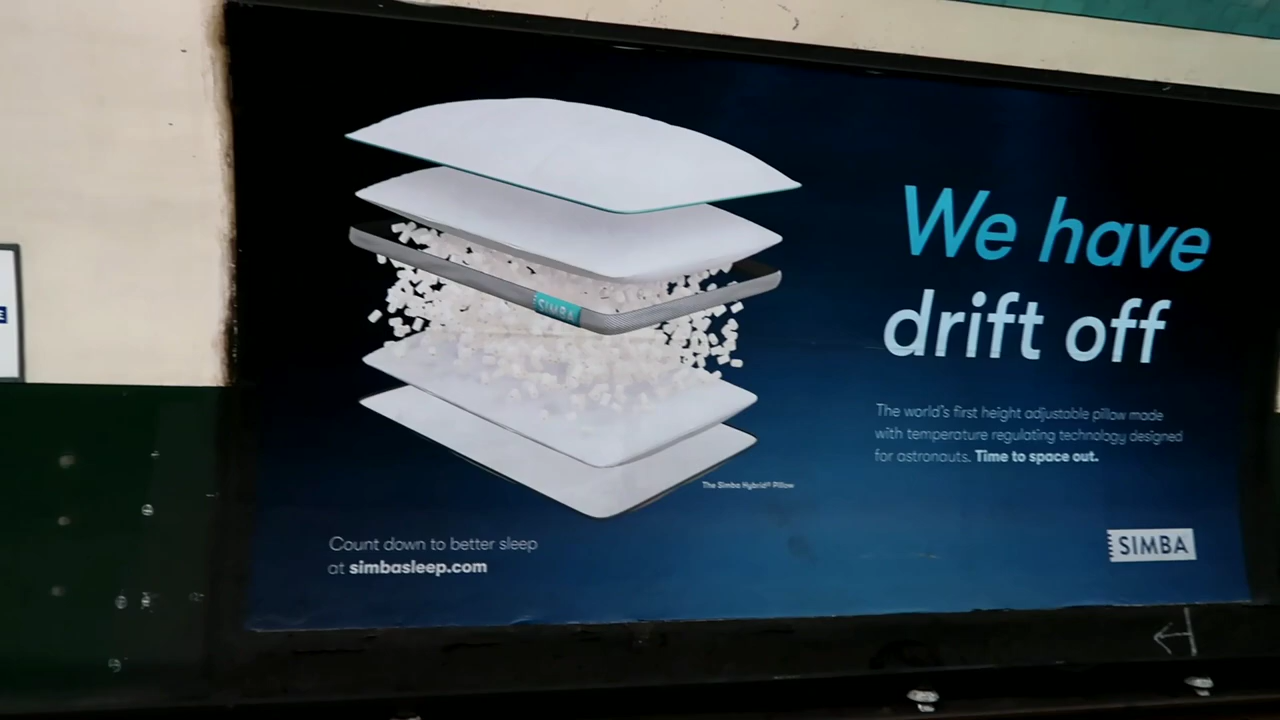 We have
drift off
The world's first height adjustable pillow made
with temperature regulating technology designed
for astronauts. Time to space out.
SIMBA
The Simba Hybrid® Pillow
Count down to better sleep
at simbasleep.com
SIMBA